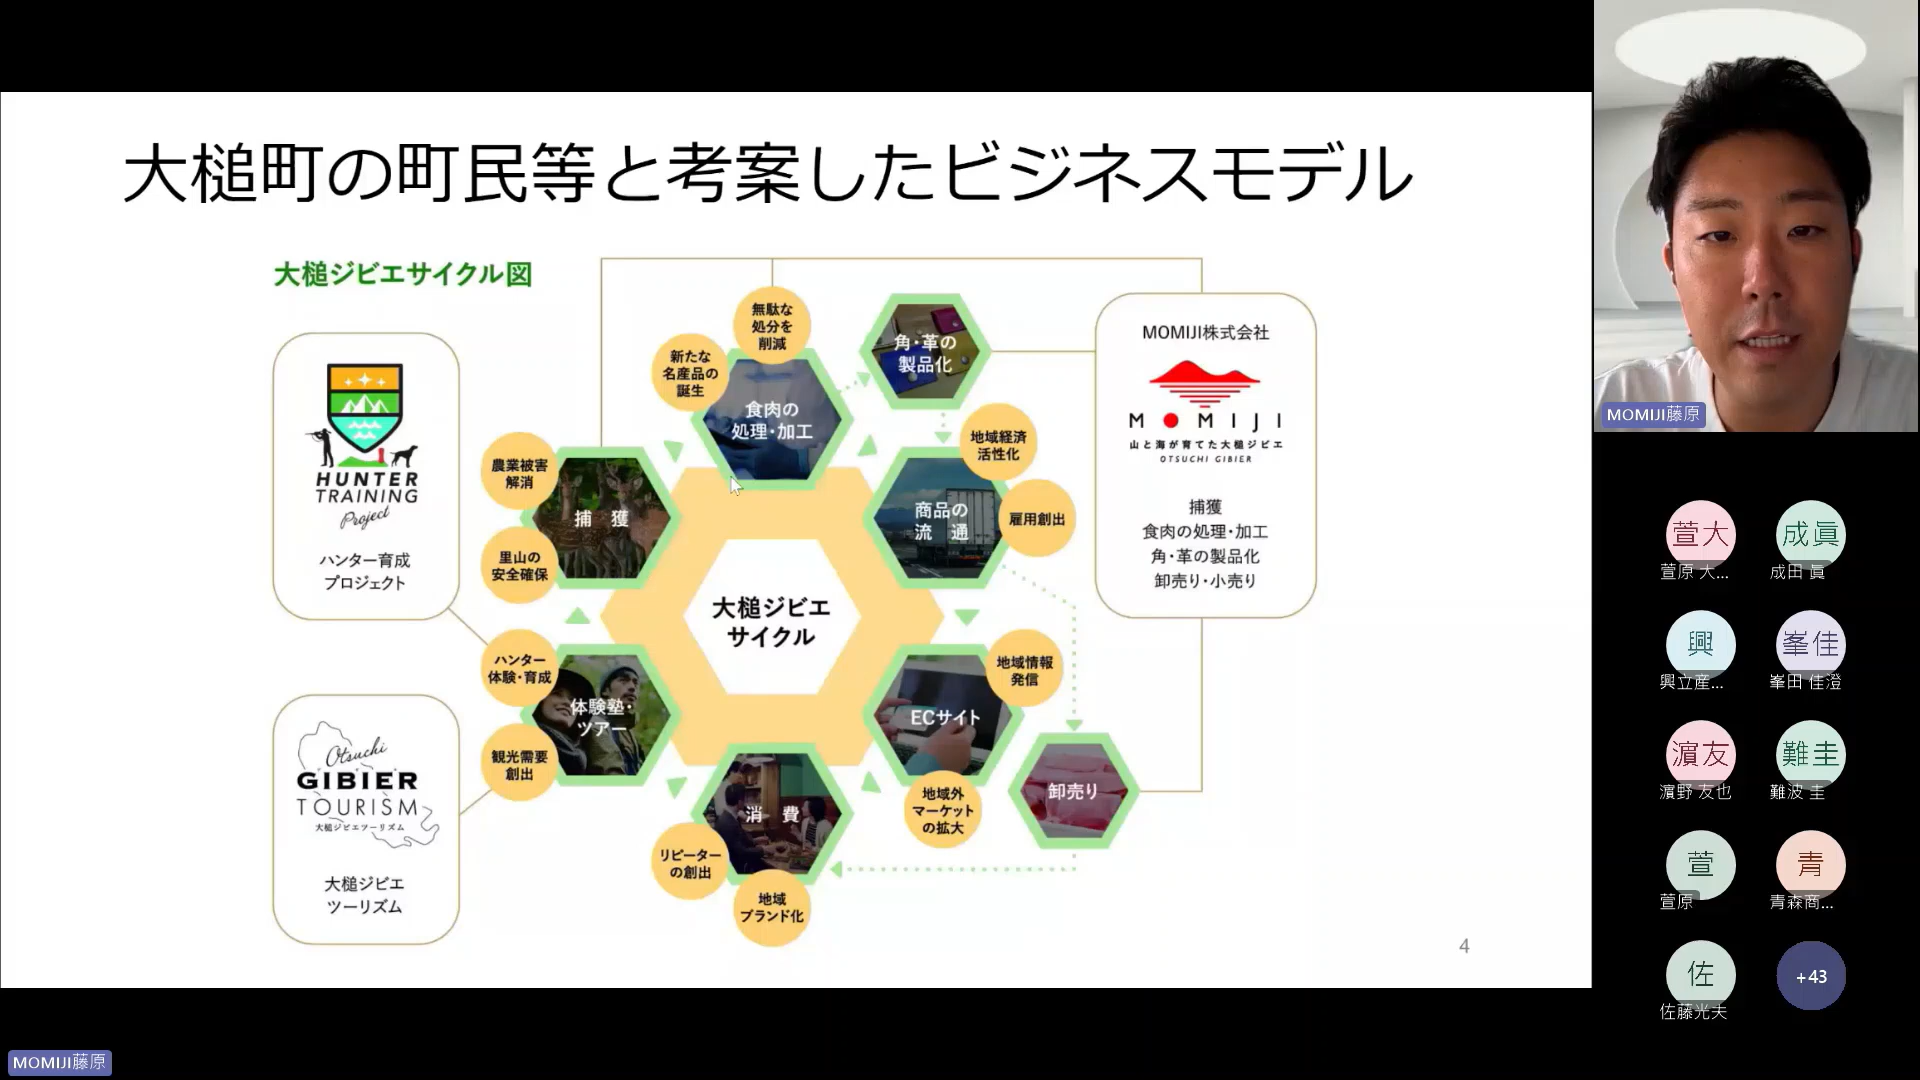 大槌町の町民等と考案したビジネスモデル
大槌ジビエサイクル図
HUNTER
TRAINING
Project
ハンター育成
プロジェクト
Otsuchi
GIBIER
TOURISM
大槌ジビエツーリズム
大槌ジビエ
ツーリズム
無駄な
処分を
削減
新たな
名産品の
誕生
食肉の
処理・加工
角・革の
製品化
農業被害
解消
捕 獲
里山の
安全確保
地域経済
活性化
商品の
流 通
雇用創出
大槌ジビエ
サイクル
ハンター
体験・育成
体験塾・
ツアー
観光需要
創出
地域情報
発信
ECサイト
地域外
マーケット
の拡大
卸売り
消 費
リピーター
の創出
地域
ブランド化
MOMIJI株式会社
MOMIJI
山と海が育てた大槌ジビエ
OTSUCHI GIBIER
捕獲
食肉の処理・加工
角・革の製品化
卸売り・小売り
4
MOMIJI藤原
萱大
萱原 大...
成眞
成田 眞
興
興立産...
峯佳
峯田 佳澄
濵友
濵野 友也
難圭
難波 圭
萱
萱原
青
青森商...
佐
佐藤光夫
+43
MOMIJI藤原